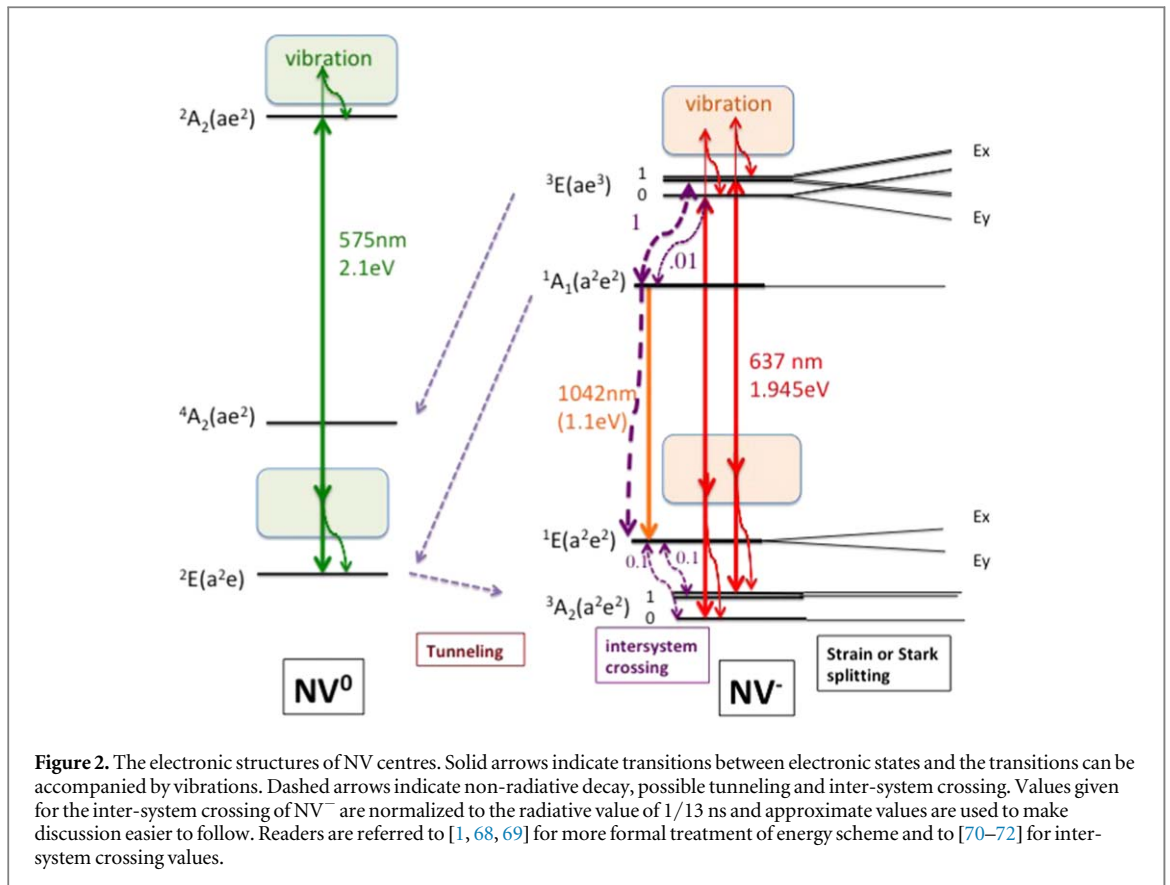 vibration
²A₂(ae²)
575nm
2.1eV
⁴A₂(ae²)
²E(a²e)
NV⁰
Tunneling
vibration
³E(ae³)
1
0
1
.01
Ex
Ey
¹A₁(a²e²)
1042nm
(1.1eV)
637 nm
1.945eV
¹E(a²e²)
0.1
0.1
Ex
Ey
³A₂(a²e²)
1
0
intersystem
crossing
NV⁻
Strain or Stark
splitting
Figure 2. The electronic structures of NV centres. Solid arrows indicate transitions between electronic states and the transitions can be
accompanied by vibrations. Dashed arrows indicate non-radiative decay, possible tunneling and inter-system crossing. Values given
for the inter-system crossing of NV⁻ are normalized to the radiative value of 1/13 ns and approximate values are used to make
discussion easier to follow. Readers are referred to [1, 68, 69] for more formal treatment of energy scheme and to [70–72] for inter-
system crossing values.